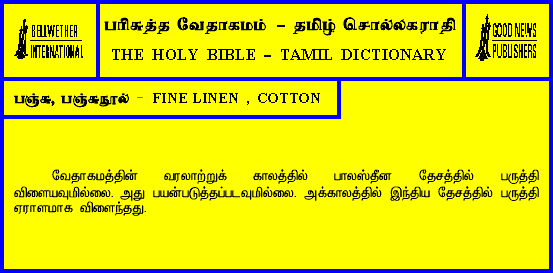 BELLWETHER
INTERNATIONAL
பரிசுத்த வேதாகமம் - தமிழ் சொல்லகராதி
THE HOLY BIBLE - TAMIL DICTIONARY
GOOD NEWS
PUBLISHERS
பஞ்சு, பஞ்சுநூல் - FINE LINEN , COTTON
வேதாகமத்தின் வரலாற்றுக் காலத்தில் பாலஸ்தீன தேசத்தில் பருத்தி
விளையவுமில்லை. அது பயன்படுத்தப்படவுமில்லை. அக்காலத்தில் இந்திய தேசத்தில் பருத்தி
ஏராளமாக விளைந்தது.